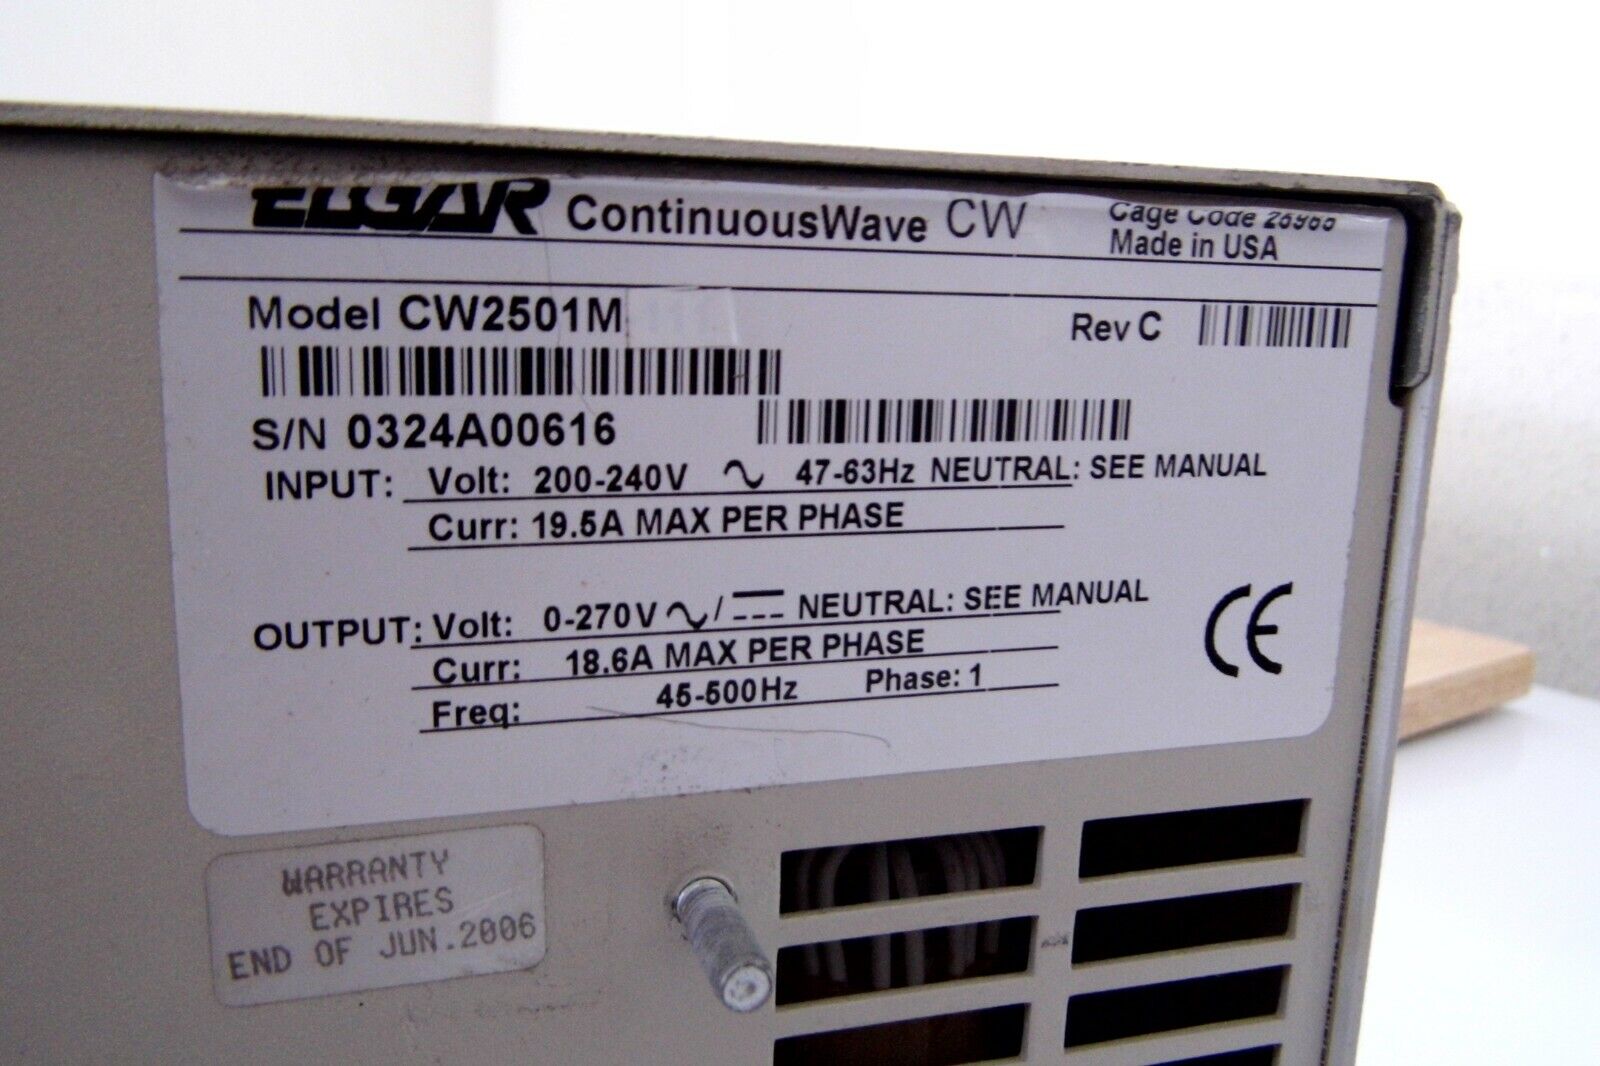 ELGAR ContinuousWave CW
Cage Code
Made in USA
Model CW2501M
Rev C
S/N 0324A00616
INPUT: Volt: 200-240V ∿ 47-63Hz NEUTRAL: SEE MANUAL
Curr: 19.5A MAX PER PHASE
OUTPUT: Volt: 0-270V ∿/⎓ NEUTRAL: SEE MANUAL
Curr: 18.6A MAX PER PHASE
Freq: 45-500Hz Phase: 1
CE
WARRANTY
EXPIRES
END OF JUN.2006